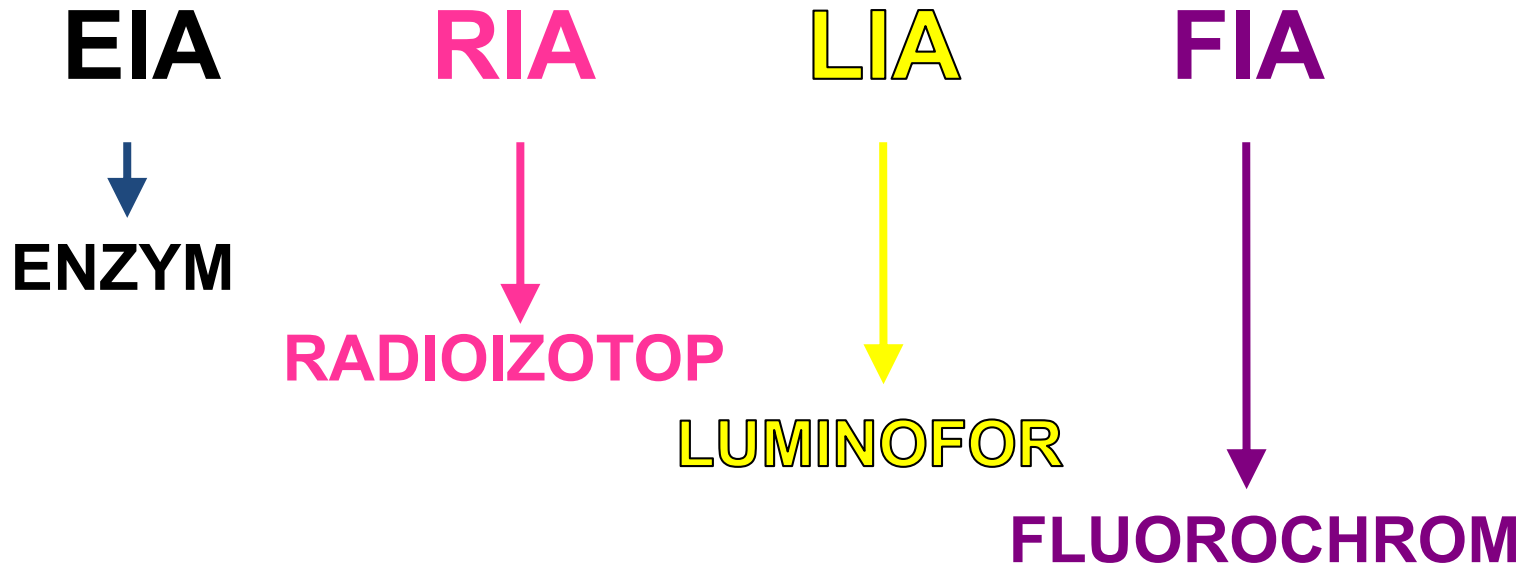 EIA RIA LIA FIA
ENZYM
RADIOIZOTOP
LUMINOFOR
FLUOROCHROM